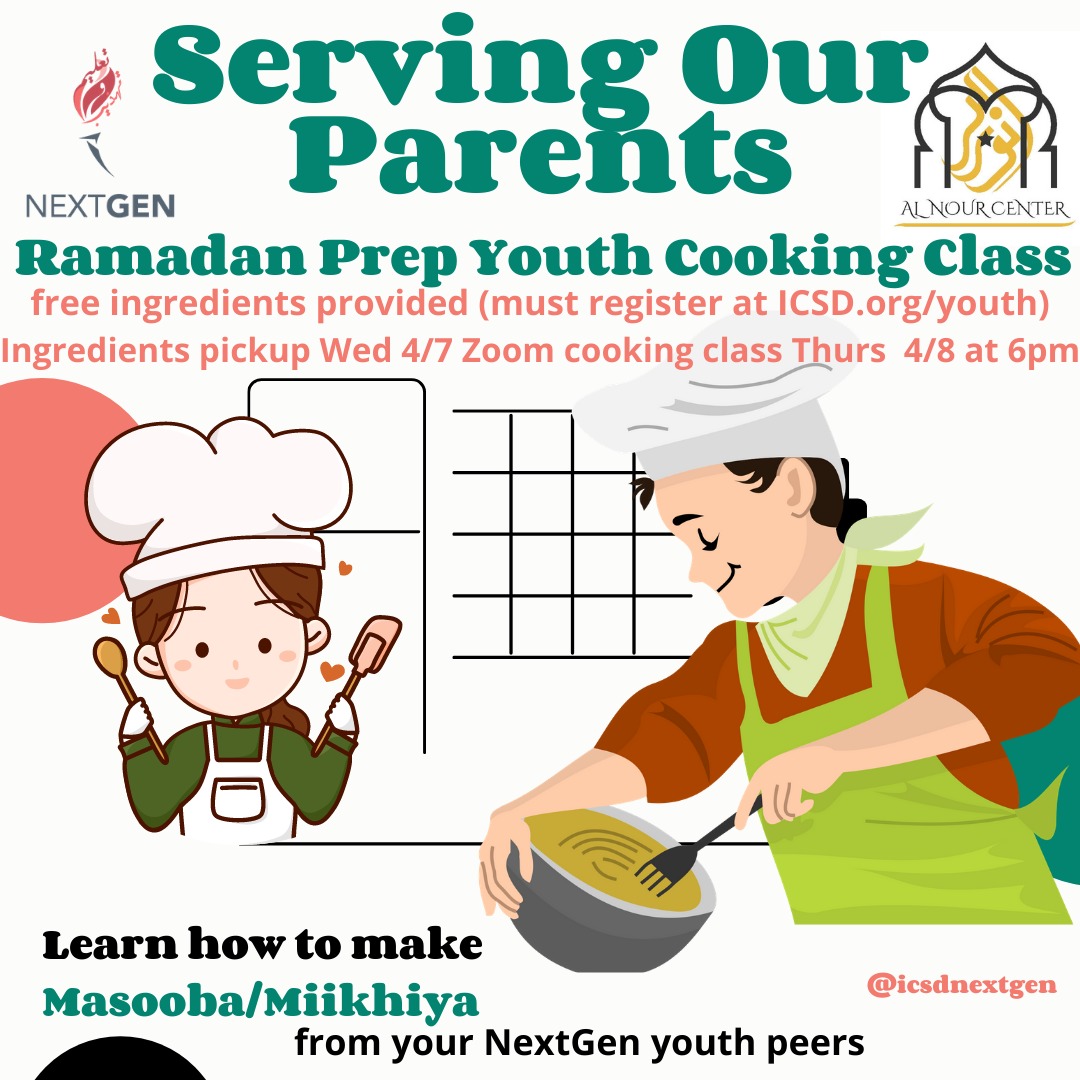 Serving Our
Parents
NEXTGEN
AL NOUR CENTER
Ramadan Prep Youth Cooking Class
free ingredients provided (must register at ICSD.org/youth)
Ingredients pickup Wed 4/7 Zoom cooking class Thurs 4/8 at 6pm
Learn how to make
Masooba/Miikhiya
from your NextGen youth peers
@icsdnextgen